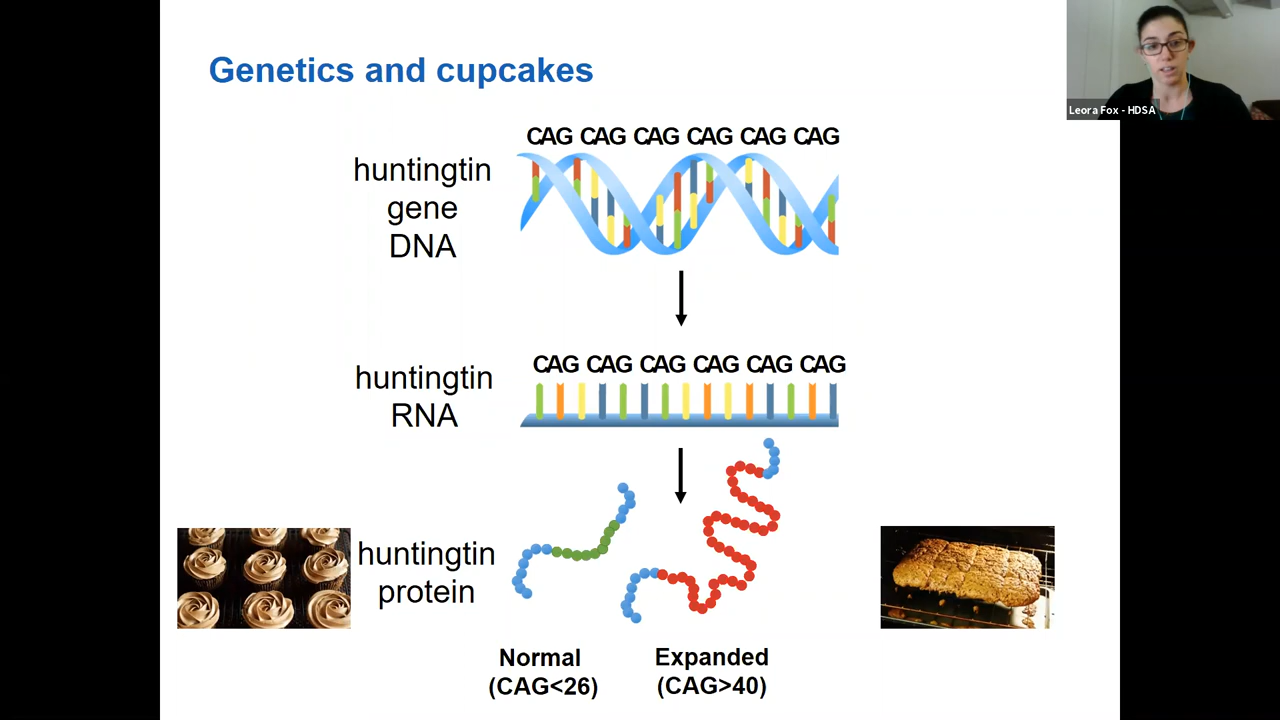 Genetics and cupcakes
Leora Fox - HDSA
CAG CAG CAG CAG CAG CAG
huntingtin
gene
DNA
CAG CAG CAG CAG CAG CAG
huntingtin
RNA
huntingtin
protein
Normal
(CAG<26)
Expanded
(CAG>40)